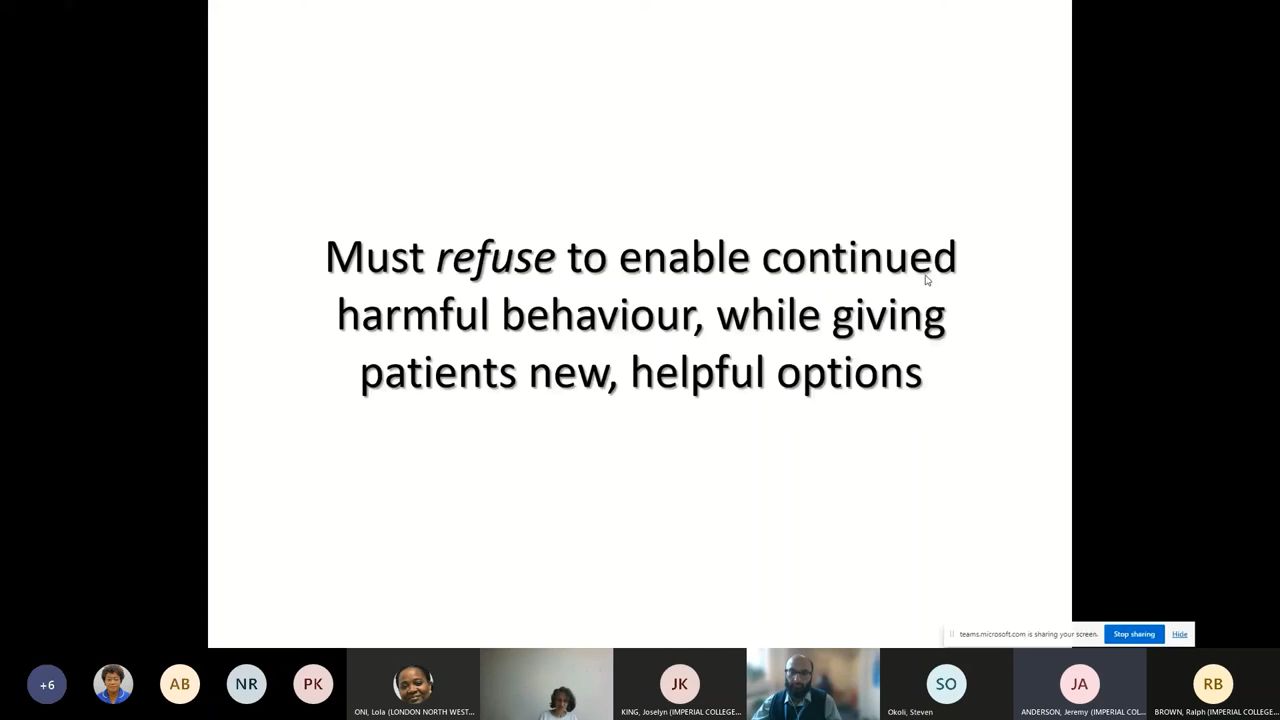 Must refuse to enable continued
harmful behaviour, while giving
patients new, helpful options
teams.microsoft.com is sharing your screen.
Stop sharing
Hide
+6
AB
NR
PK
ONI, Lola (LONDON NORTH WEST...
JK
KING, Joselyn (IMPERIAL COLLEGE...
SO
Okoli, Steven
JA
ANDERSON, Jeremy (IMPERIAL COL...
RB
BROWN, Ralph (IMPERIAL COLLEGE...